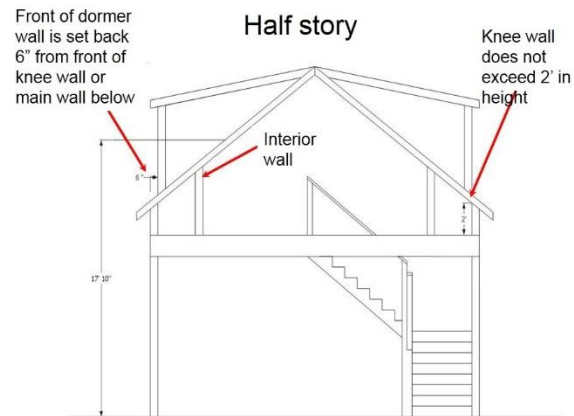 Half story
Front of dormer
wall is set back
6” from front of
knee wall or
main wall below
Knee wall
does not
exceed 2’ in
height
Interior
wall
6"
2'
17' 10"